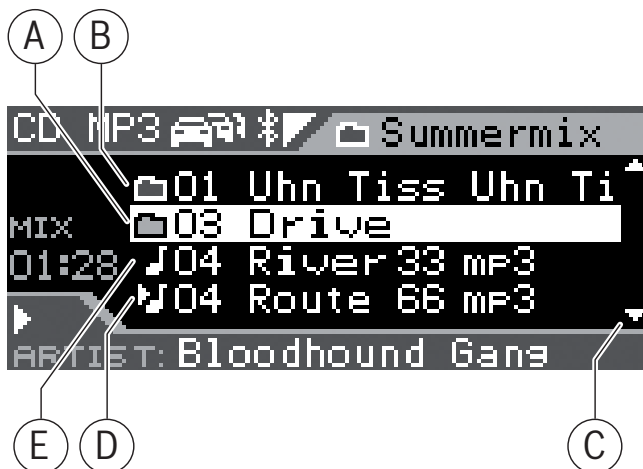 A B
CD MP3 Summermix
01 Uhn Tiss Uhn Ti
MIX 03 Drive
01:28 04 River 33 mp3
04 Route 66 mp3
ARTIST: Bloodhound Gang
E D C